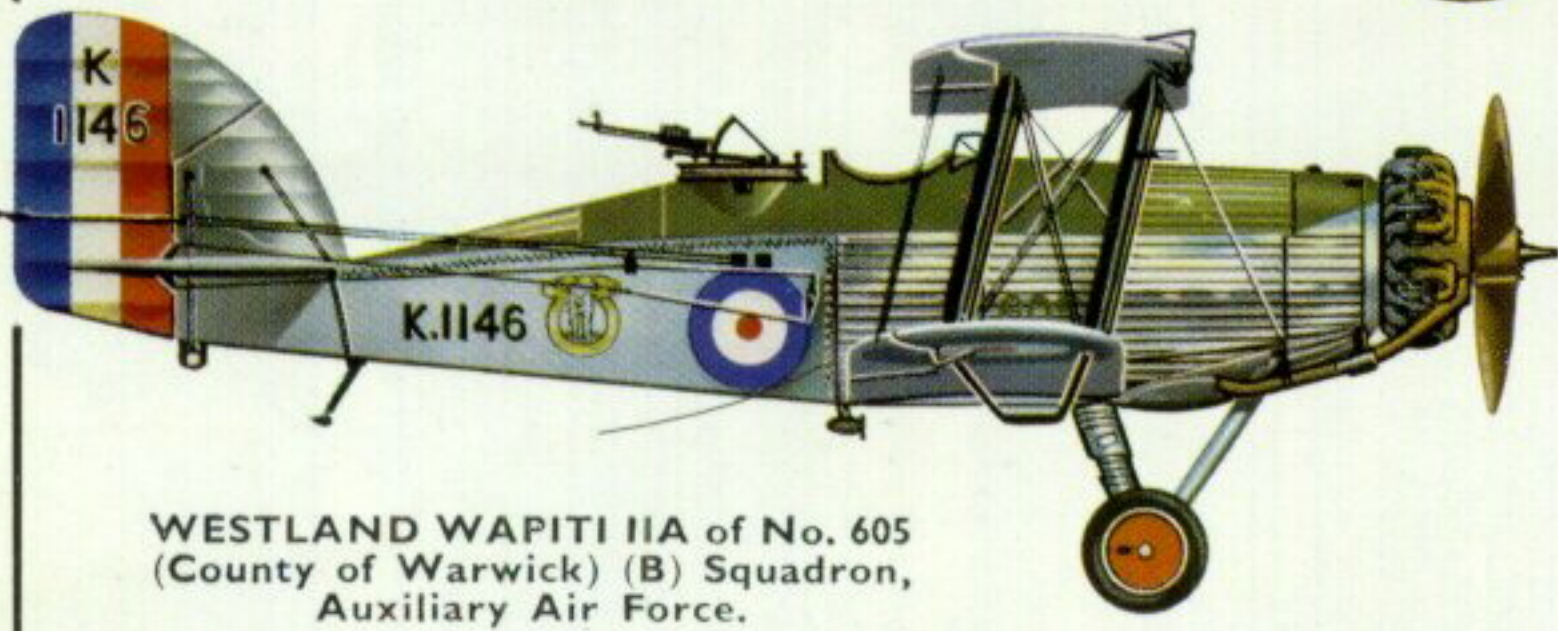 K
1146
K.1146
WESTLAND WAPITI IIA of No. 605
(County of Warwick) (B) Squadron,
Auxiliary Air Force.